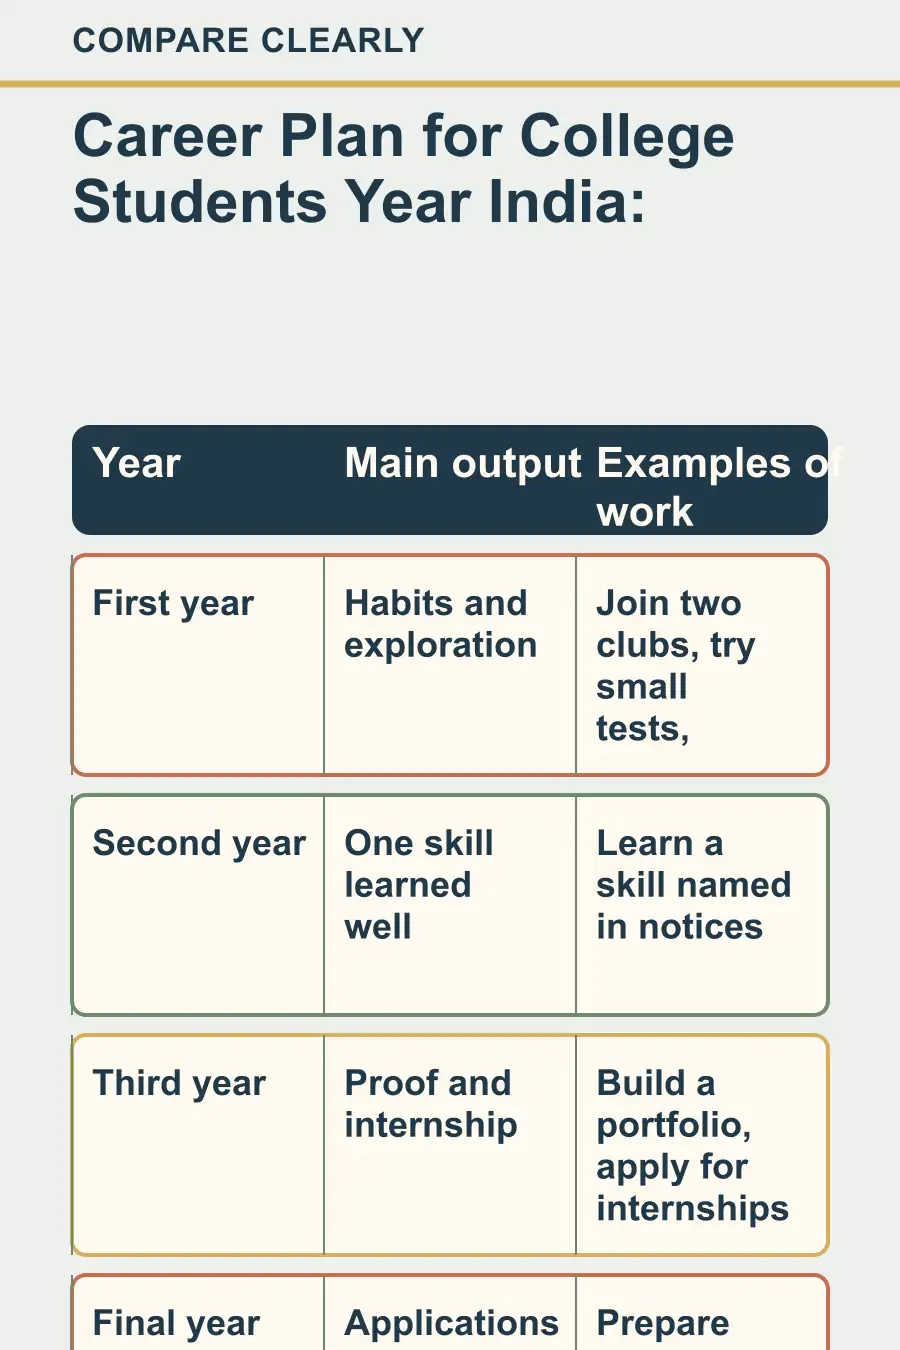 COMPARE CLEARLY
Career Plan for College
Students Year India:
Year
Main output
Examples of
work
First year
Habits and
exploration
Join two
clubs, try
small
tests,
Second year
One skill
learned
well
Learn a
skill named
in notices
Third year
Proof and
internship
Build a
portfolio,
apply for
internships
Final year
Applications
Prepare